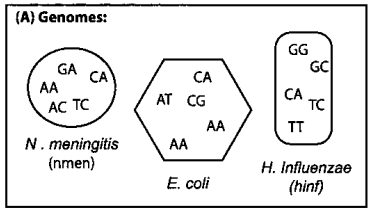 (A) Genomes:
GA
CA
AA
AC TC
N . meningitis
(nmen)
CA
AT
CG
AA
AA
E. coli
GG
GC
CA
TC
TT
H. Influenzae
(hinf)